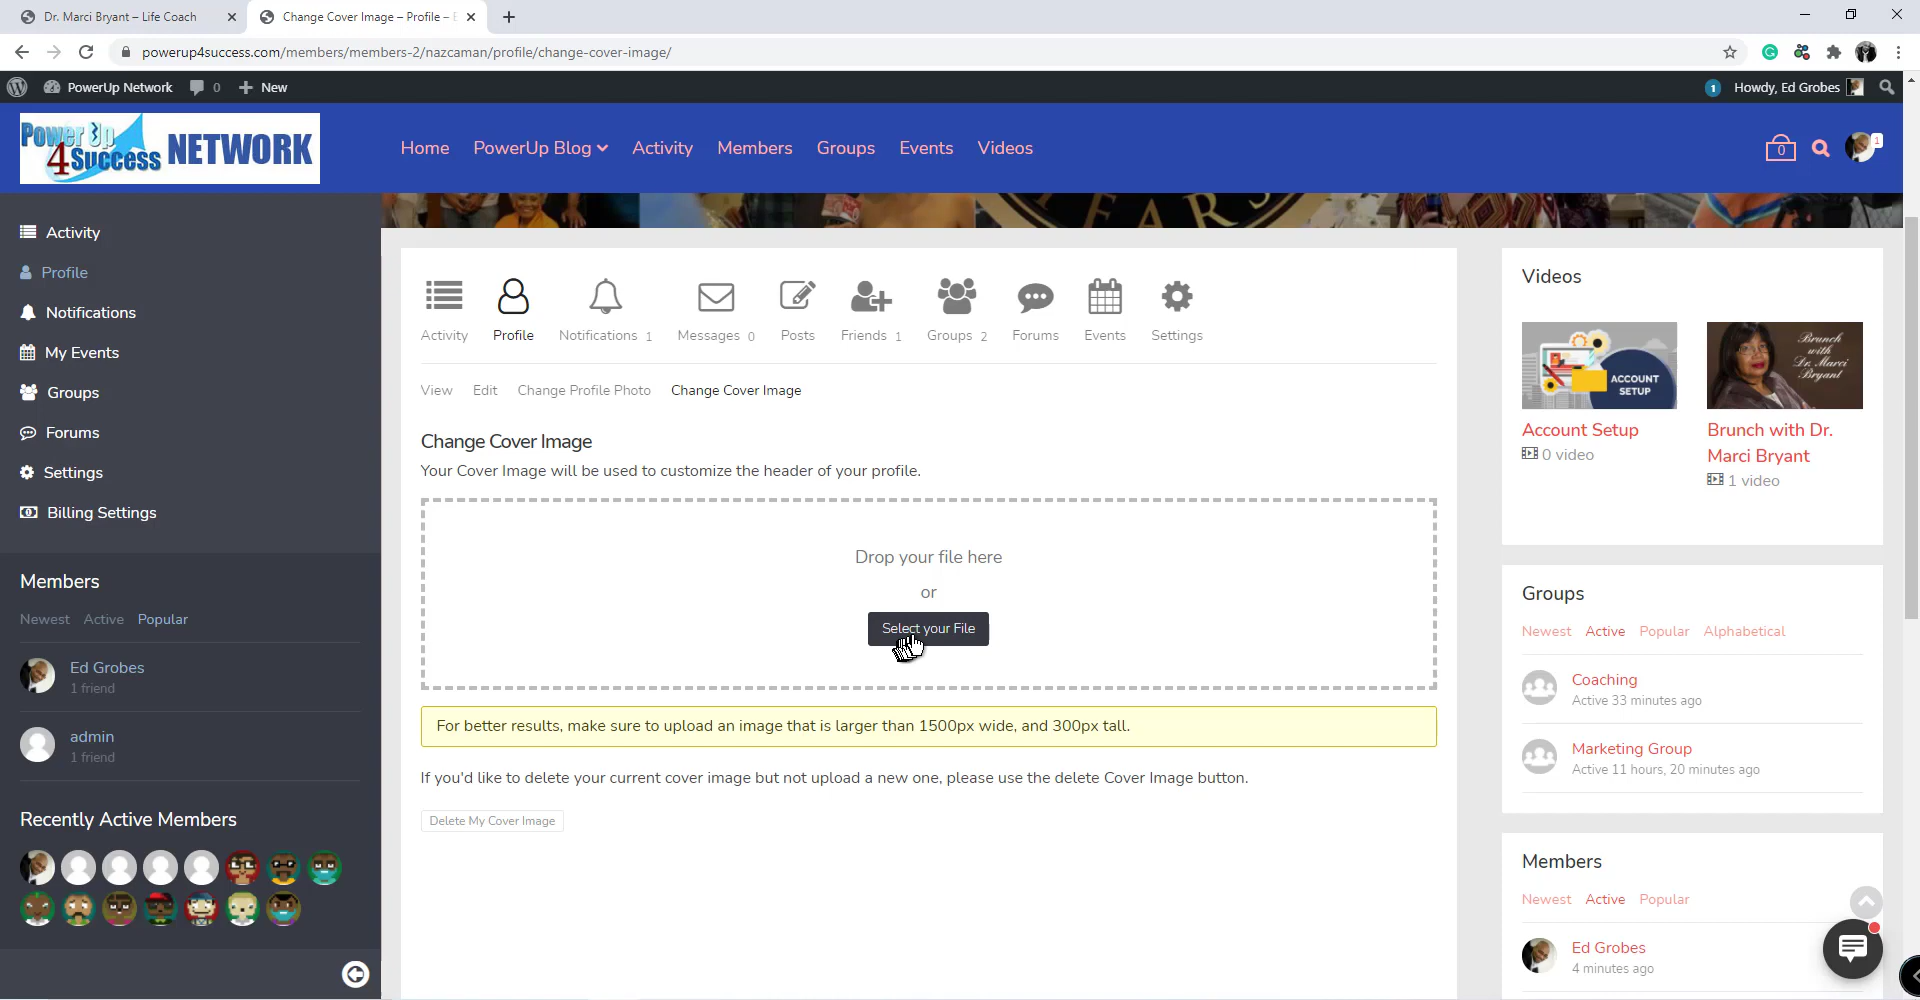 Dr. Marci Bryant – Life Coach
Change Cover Image – Profile –
powerup4success.com/members/members-2/nazcaman/profile/change-cover-image/
PowerUp Network
0
New
1
Howdy, Ed Grobes
Power Up
4Success NETWORK
Home
PowerUp Blog
Activity
Members
Groups
Events
Videos
0
1
Activity
Profile
Notifications
My Events
Groups
Forums
Settings
Billing Settings
Members
Newest Active Popular
Ed Grobes
1 friend
admin
1 friend
Recently Active Members
Activity
Profile
Notifications 1
Messages 0
Posts
Friends 1
Groups 2
Forums
Events
Settings
View
Edit
Change Profile Photo
Change Cover Image
Change Cover Image
Your Cover Image will be used to customize the header of your profile.
Drop your file here
or
Select your File
For better results, make sure to upload an image that is larger than 1500px wide, and 300px tall.
If you'd like to delete your current cover image but not upload a new one, please use the delete Cover Image button.
Delete My Cover Image
Videos
ACCOUNT
SETUP
Brunch
with
Dr. Marci
Bryant
Account Setup
0 video
Brunch with Dr.
Marci Bryant
1 video
Groups
Newest Active Popular Alphabetical
Coaching
Active 33 minutes ago
Marketing Group
Active 11 hours, 20 minutes ago
Members
Newest Active Popular
Ed Grobes
4 minutes ago